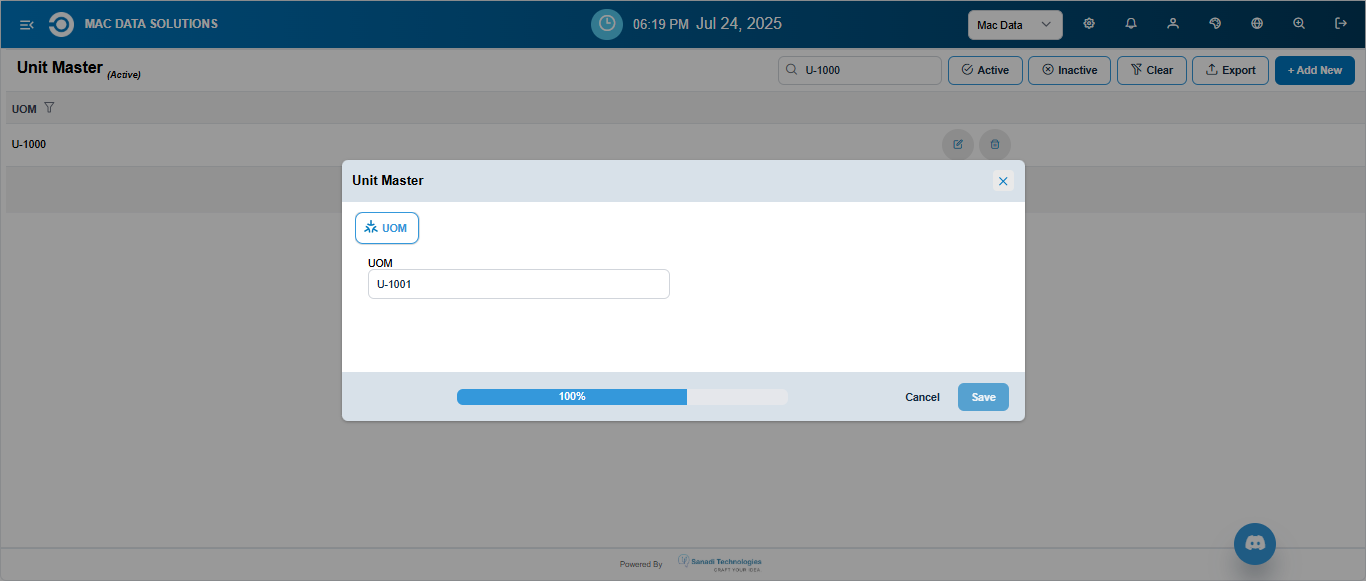 MAC DATA SOLUTIONS
06:19 PM Jul 24, 2025
Mac Data
Unit Master (Active)
U-1000
Active
Inactive
Clear
Export
+ Add New
UOM
U-1000
Unit Master
UOM
UOM
U-1001
100%
Cancel
Save
Powered By
Sanadi Technologies
CRAFT YOUR IDEA